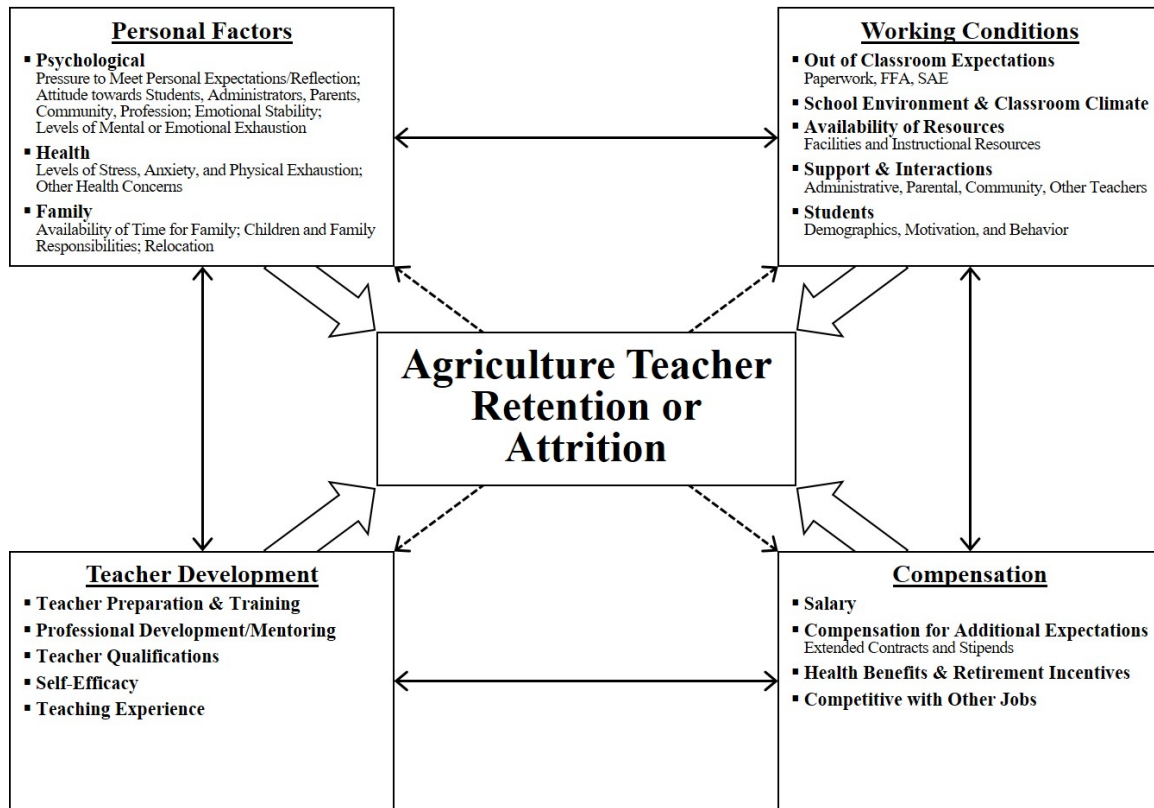 Personal Factors
▪ Psychological
Pressure to Meet Personal Expectations/Reflection;
Attitude towards Students, Administrators, Parents,
Community, Profession; Emotional Stability;
Levels of Mental or Emotional Exhaustion
▪ Health
Levels of Stress, Anxiety, and Physical Exhaustion;
Other Health Concerns
▪ Family
Availability of Time for Family; Children and Family
Responsibilities; Relocation
Working Conditions
▪ Out of Classroom Expectations
Paperwork, FFA, SAE
▪ School Environment & Classroom Climate
▪ Availability of Resources
Facilities and Instructional Resources
▪ Support & Interactions
Administrative, Parental, Community, Other Teachers
▪ Students
Demographics, Motivation, and Behavior
Agriculture Teacher
Retention or
Attrition
Teacher Development
▪ Teacher Preparation & Training
▪ Professional Development/Mentoring
▪ Teacher Qualifications
▪ Self-Efficacy
▪ Teaching Experience
Compensation
▪ Salary
▪ Compensation for Additional Expectations
Extended Contracts and Stipends
▪ Health Benefits & Retirement Incentives
▪ Competitive with Other Jobs